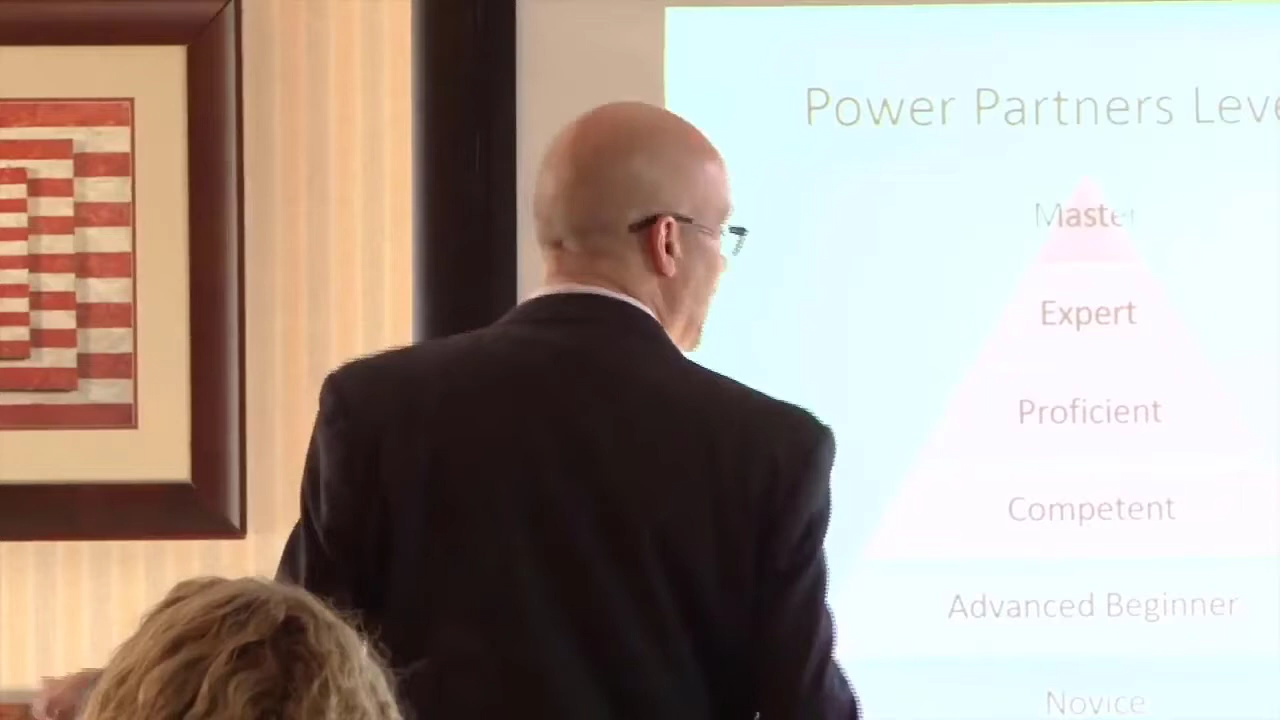 Power Partners Leve
Master
Expert
Proficient
Competent
Advanced Beginner
Novice